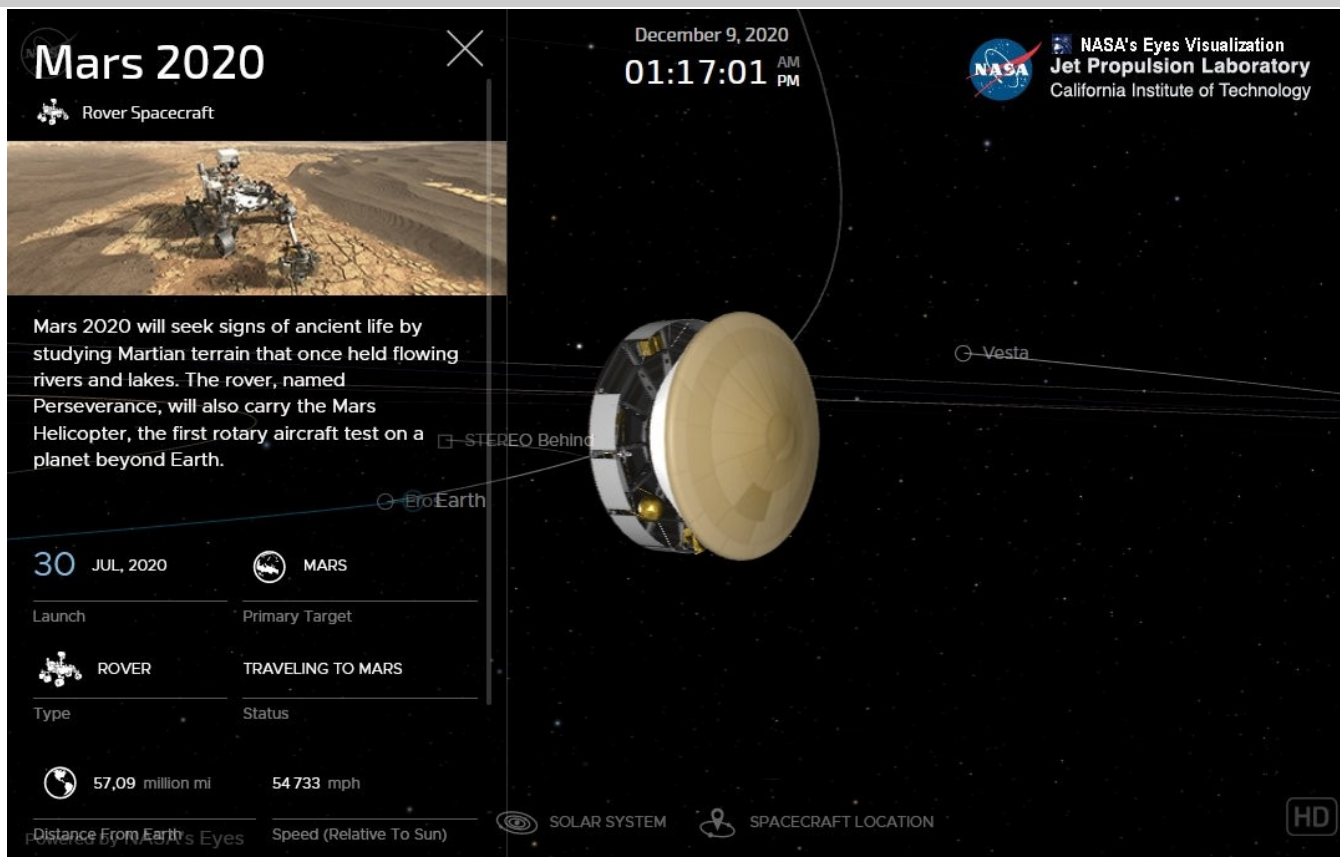 Mars 2020
Rover Spacecraft
Mars 2020 will seek signs of ancient life by
studying Martian terrain that once held flowing
rivers and lakes. The rover, named
Perseverance, will also carry the Mars
Helicopter, the first rotary aircraft test on a
planet beyond Earth.
30 JUL, 2020
Launch
MARS
Primary Target
ROVER
Type
TRAVELING TO MARS
Status
57,09 million mi
Distance From Earth
54 733 mph
Speed (Relative To Sun)
Powered by NASA's Eyes
December 9, 2020
01:17:01 AM
PM
NASA
NASA's Eyes Visualization
Jet Propulsion Laboratory
California Institute of Technology
Vesta
STEREO Behind
Eros
Earth
SOLAR SYSTEM
SPACECRAFT LOCATION
HD